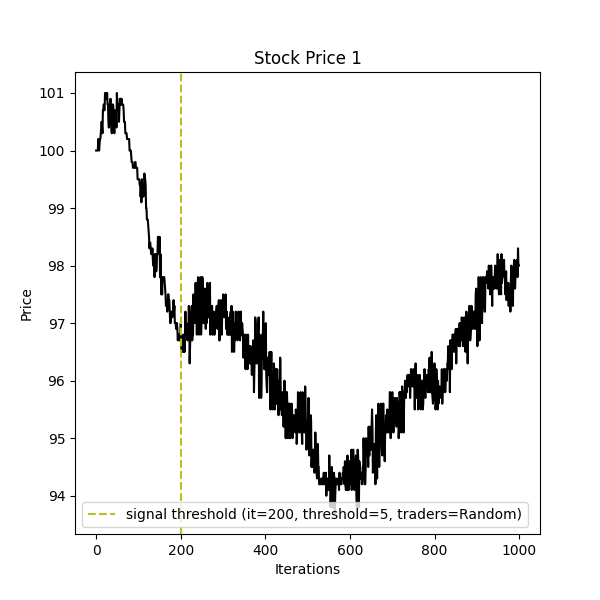 Stock Price 1
101
100
99
98
97
96
95
94
Price
signal threshold (it=200, threshold=5, traders=Random)
0 200 400 600 800 1000
Iterations